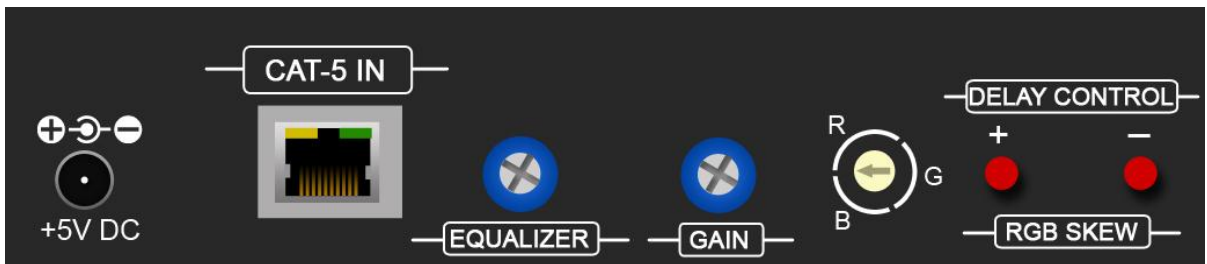 +5V DC
CAT-5 IN
EQUALIZER
GAIN
R
G
B
DELAY CONTROL
+ −
RGB SKEW